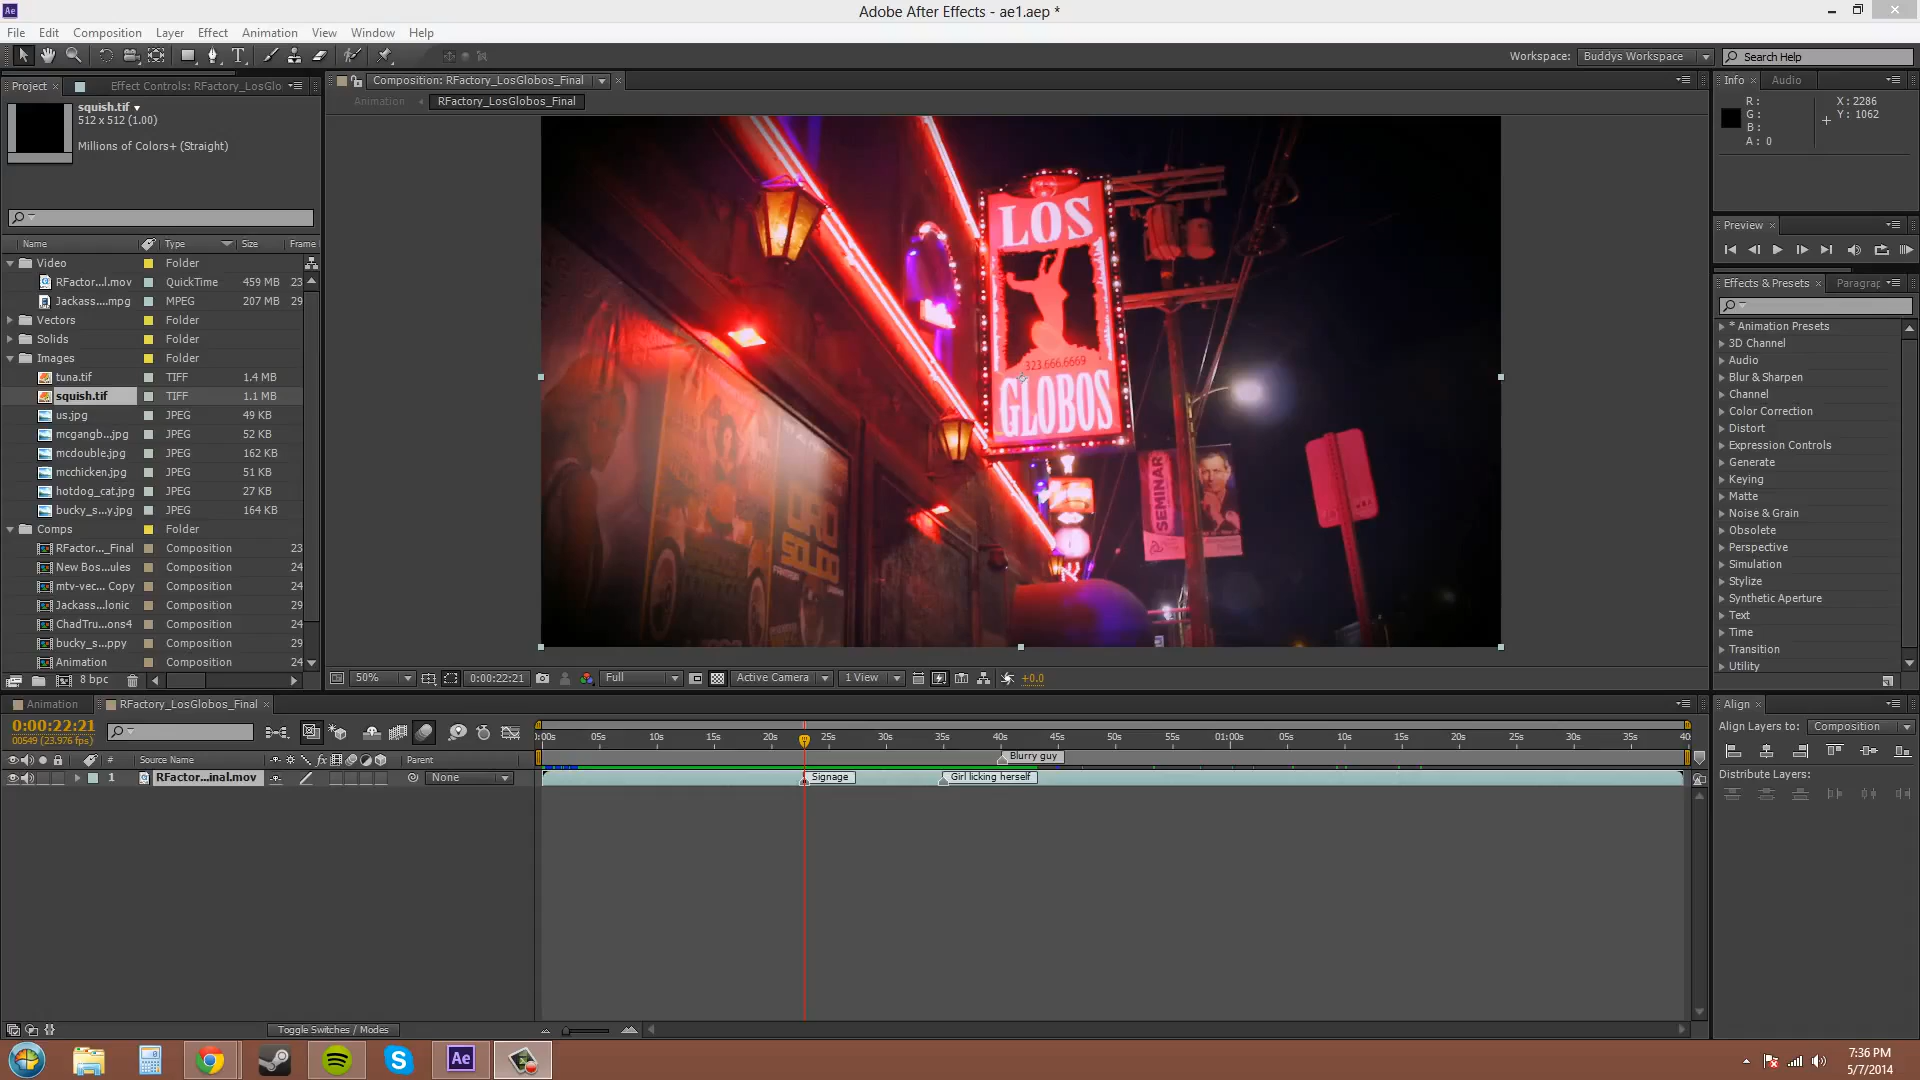 Adobe After Effects - ae1.aep *
File Edit Composition Layer Effect Animation View Window Help
Workspace: Buddys Workspace
Search Help
Project
Effect Controls: RFactory_LosGlo
Composition: RFactory_LosGlobos_Final
Animation
RFactory_LosGlobos_Final
squish.tif
512 x 512 (1.00)
Millions of Colors+ (Straight)
Name Type Size Frame
Video Folder
RFactor...l.mov QuickTime 459 MB 23
Jackass....mpg MPEG 207 MB 29
Vectors Folder
Solids Folder
Images Folder
tuna.tif TIFF 1.4 MB
squish.tif TIFF 1.1 MB
us.jpg JPEG 49 KB
mcgangb...jpg JPEG 52 KB
mcdouble.jpg JPEG 162 KB
mcchicken.jpg JPEG 51 KB
hotdog_cat.jpg JPEG 27 KB
bucky_s...y.jpg JPEG 164 KB
Comps Folder
RFactor..._Final Composition 23
New Bos...ules Composition 24
mtv-vec... Copy Composition 24
Jackass...lonic Composition 29
ChadTru...ons4 Composition 24
bucky_s...ppy Composition 29
Animation Composition 24
8 bpc
LOS
323.666.6669
GLOBOS
SEMINAR
50%
0:00:22:21
Full
Active Camera
1 View
+0.0
Info
Audio
R :
G :
B :
A : 0
X : 2286
Y : 1062
Preview
Effects & Presets
Paragrap
* Animation Presets
3D Channel
Audio
Blur & Sharpen
Channel
Color Correction
Distort
Expression Controls
Generate
Keying
Matte
Noise & Grain
Obsolete
Perspective
Simulation
Stylize
Synthetic Aperture
Text
Time
Transition
Utility
Align
Align Layers to: Composition
Distribute Layers:
Animation
RFactory_LosGlobos_Final
0:00:22:21
00549 (23.976 fps)
# Source Name Parent
1 RFactor...inal.mov None
:00s 05s 10s 15s 20s 25s 30s 35s 40s 45s 50s 55s 01:00s 05s 10s 15s 20s 25s 30s 35s 40
Blurry guy
Signage
Girl licking herself
Toggle Switches / Modes
7:36 PM
5/7/2014